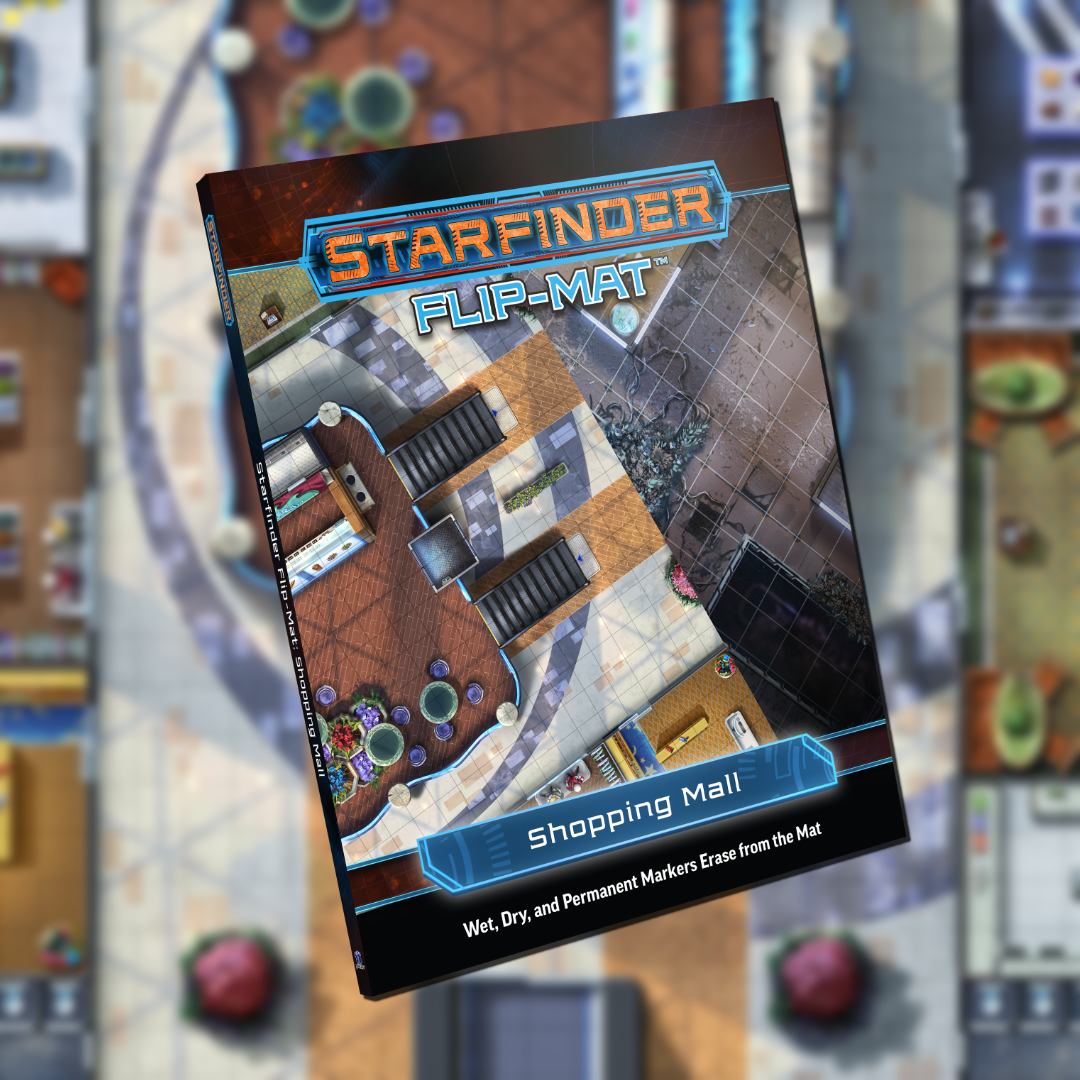 STARFINDER
FLIP-MAT™
Shopping Mall
Wet, Dry, and Permanent Markers Erase from the Mat
STARFINDER
Starfinder Flip-Mat: Shopping Mall